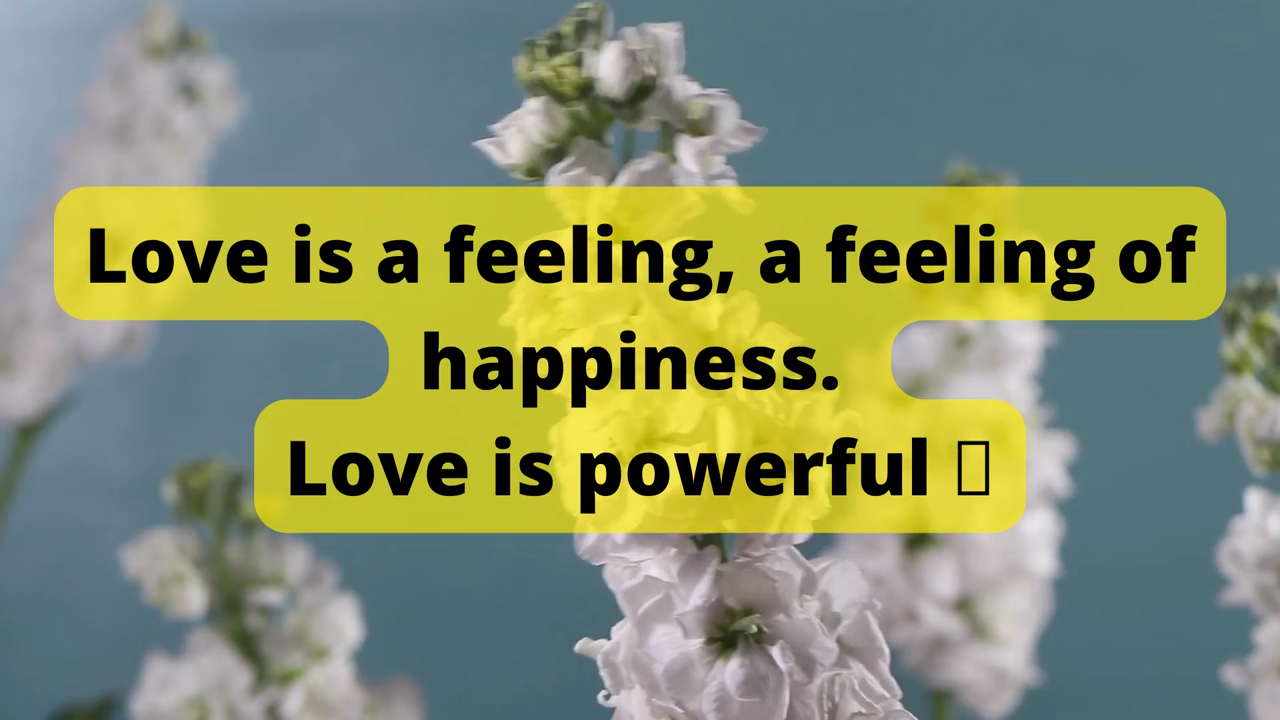 Love is a feeling, a feeling of
happiness.
Love is powerful